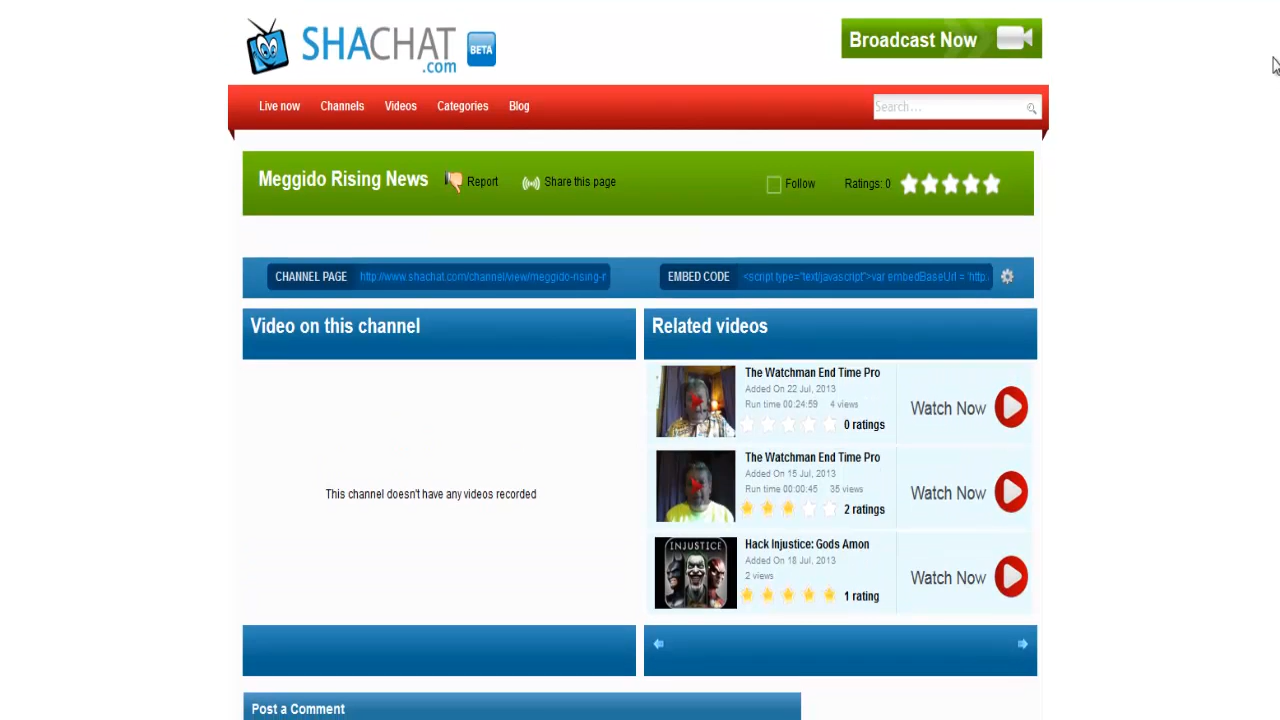 SHACHAT
.com
BETA
Broadcast Now
Live now Channels Videos Categories Blog
Search...
Meggido Rising News Report Share this page Follow Ratings: 0
CHANNEL PAGE http://www.shachat.com/channel/view/meggido-rising-r
EMBED CODE <script type="text/javascript">var embedBaseUrl = 'http:
Video on this channel
This channel doesn't have any videos recorded
Related videos
The Watchman End Time Pro
Added On 22 Jul, 2013
Run time 00:24:59 4 views
0 ratings
Watch Now
The Watchman End Time Pro
Added On 15 Jul, 2013
Run time 00:00:45 35 views
2 ratings
Watch Now
INJUSTICE
Hack Injustice: Gods Amon
Added On 18 Jul, 2013
2 views
1 rating
Watch Now
Post a Comment